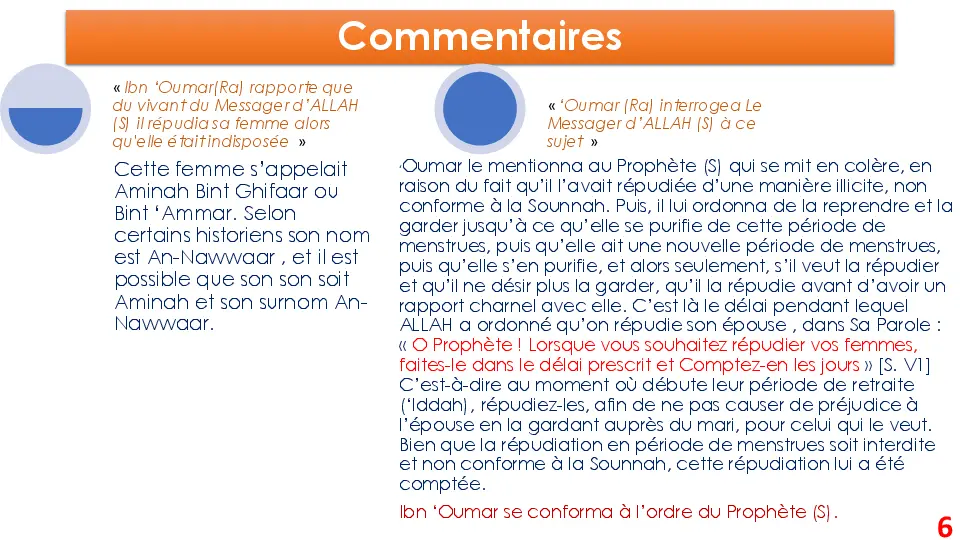 Commentaires
« Ibn ‘Oumar(Ra) rapporte que
du vivant du Messager d’ALLAH
(S) il répudia sa femme alors
qu'elle était indisposée »
Cette femme s’appelait
Aminah Bint Ghifaar ou
Bint ‘Ammar. Selon
certains historiens son nom
est An-Nawwaar , et il est
possible que son son soit
Aminah et son surnom An-
Nawwaar.
« ‘Oumar (Ra) interrogea Le
Messager d’ALLAH (S) à ce
sujet »
‘Oumar le mentionna au Prophète (S) qui se mit en colère, en
raison du fait qu’il l’avait répudiée d’une manière illicite, non
conforme à la Sounnah. Puis, il lui ordonna de la reprendre et la
garder jusqu’à ce qu’elle se purifie de cette période de
menstrues, puis qu’elle ait une nouvelle période de menstrues,
puis qu’elle s’en purifie, et alors seulement, s’il veut la répudier
et qu’il ne désir plus la garder, qu’il la répudie avant d’avoir un
rapport charnel avec elle. C’est là le délai pendant lequel
ALLAH a ordonné qu’on répudie son épouse , dans Sa Parole :
« O Prophète ! Lorsque vous souhaitez répudier vos femmes,
faites-le dans le délai prescrit et Comptez-en les jours » [S. V1]
C’est-à-dire au moment où débute leur période de retraite
(‘Iddah), répudiez-les, afin de ne pas causer de préjudice à
l’épouse en la gardant auprès du mari, pour celui qui le veut.
Bien que la répudiation en période de menstrues soit interdite
et non conforme à la Sounnah, cette répudiation lui a été
comptée.
Ibn ‘Oumar se conforma à l’ordre du Prophète (S).
6